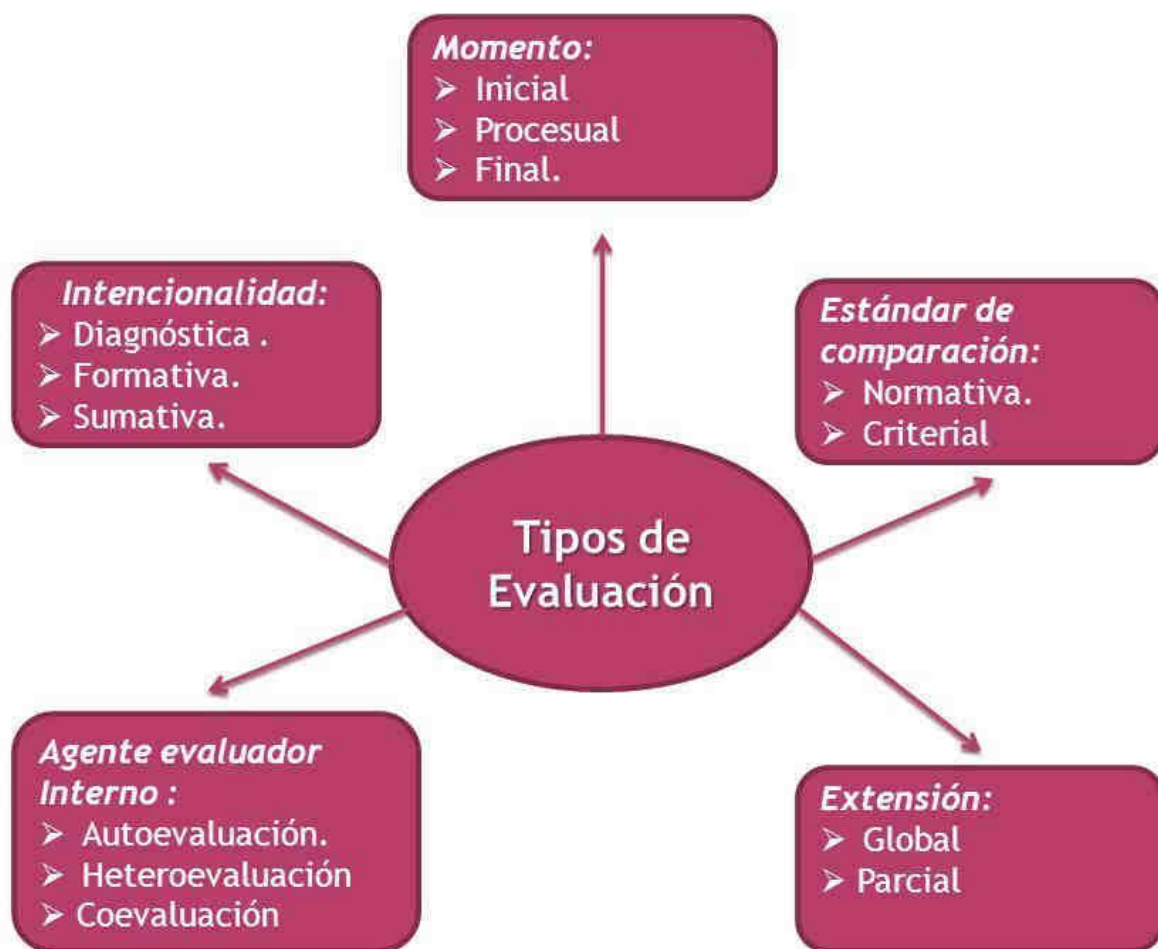 Momento:
➢ Inicial
➢ Procesual
➢ Final.
Intencionalidad:
➢ Diagnóstica .
➢ Formativa.
➢ Sumativa.
Estándar de
comparación:
➢ Normativa.
➢ Criterial
Tipos de
Evaluación
Agente evaluador
Interno :
➢ Autoevaluación.
➢ Heteroevaluación
➢ Coevaluación
Extensión:
➢ Global
➢ Parcial